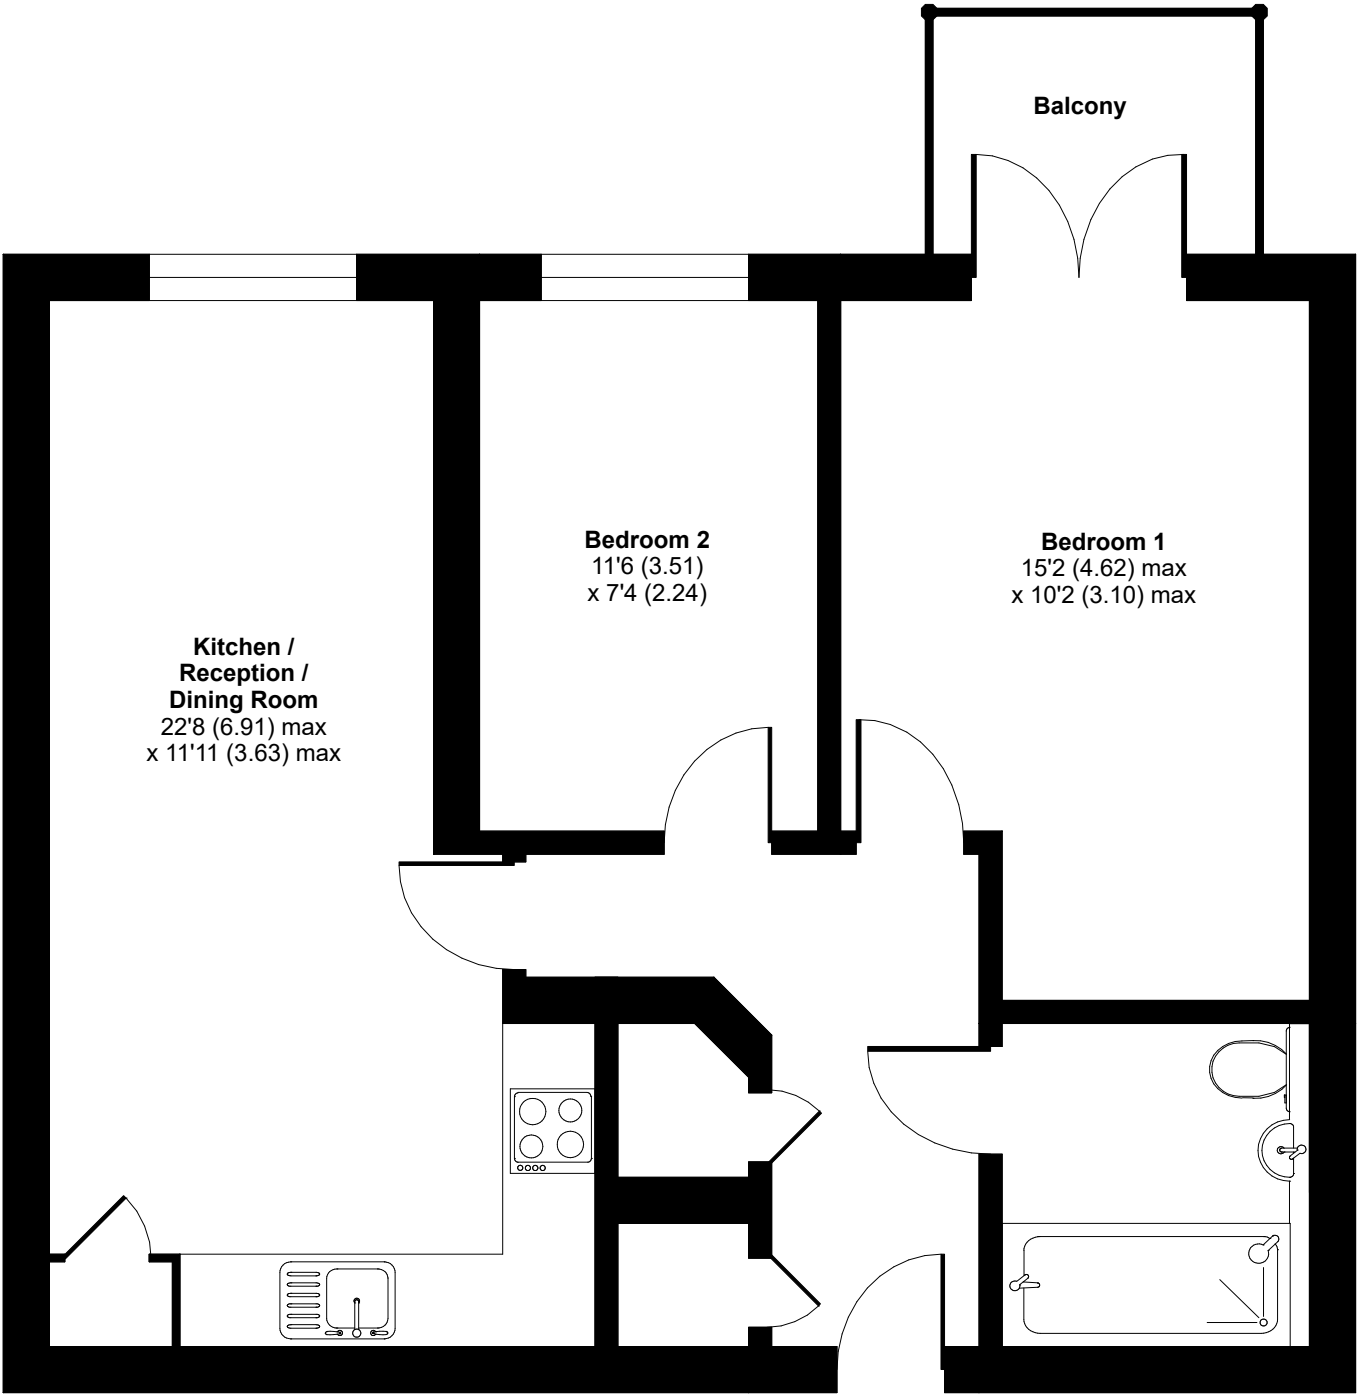 Balcony
Bedroom 2
11'6 (3.51)
x 7'4 (2.24)
Bedroom 1
15'2 (4.62) max
x 10'2 (3.10) max
Kitchen /
Reception /
Dining Room
22'8 (6.91) max
x 11'11 (3.63) max